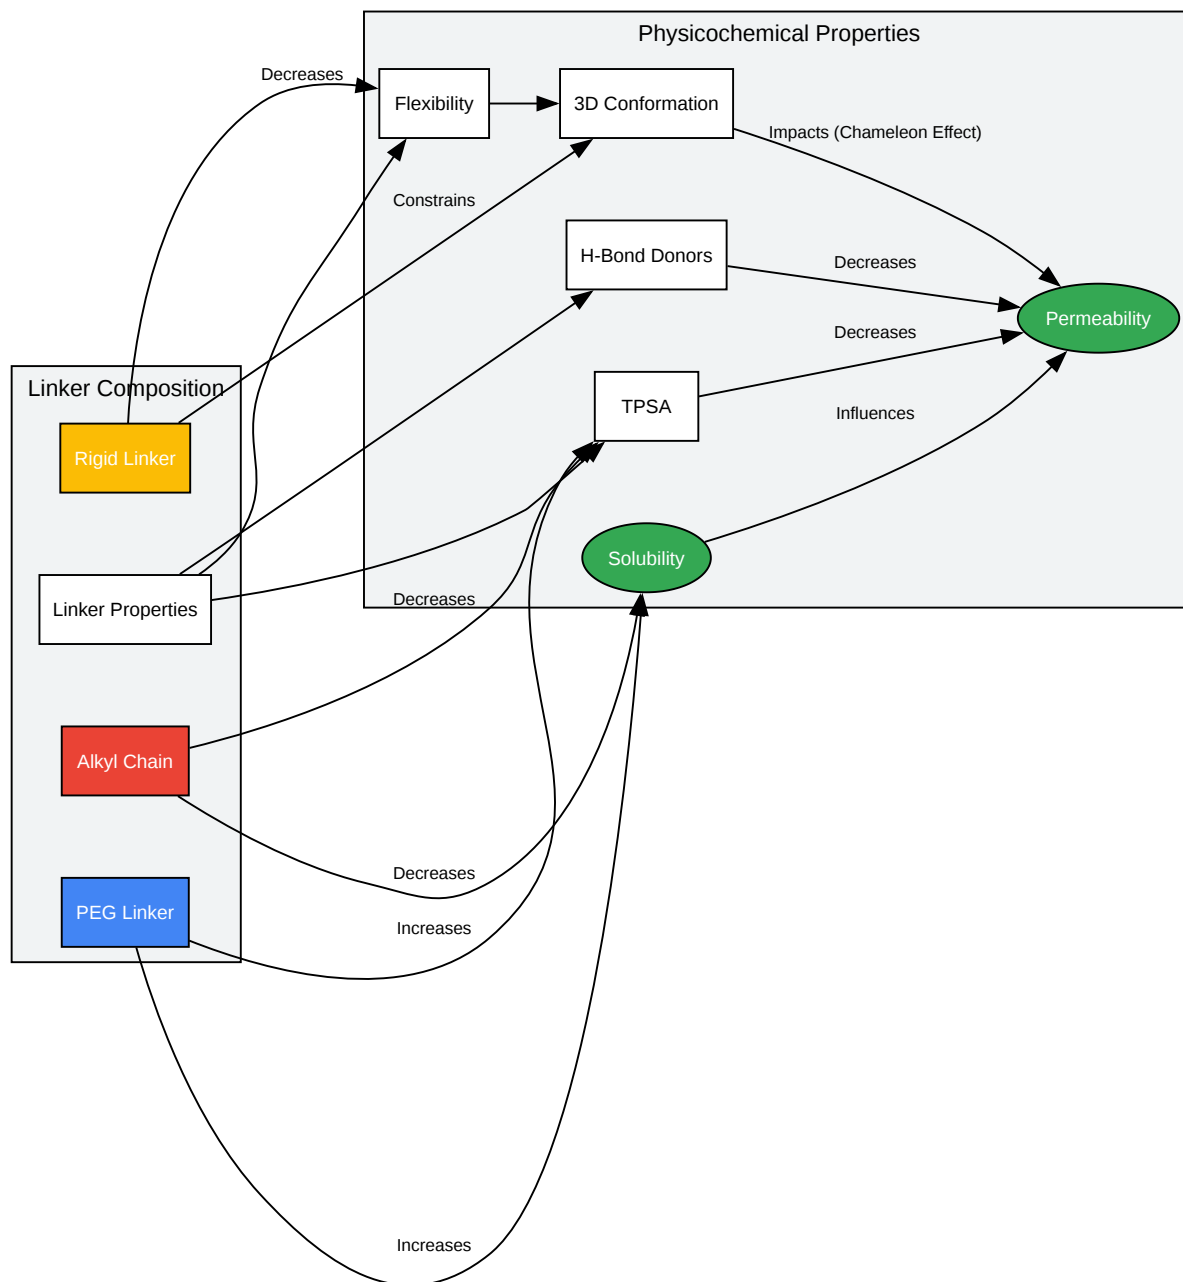 Physicochemical Properties
Decreases
Flexibility
3D Conformation
Impacts (Chameleon Effect)
Constrains
H-Bond Donors
Decreases
Permeability
Decreases
Linker Composition
TPSA
Influences
Rigid Linker
Solubility
Linker Properties
Decreases
Alkyl Chain
Decreases
PEG Linker
Increases
Increases